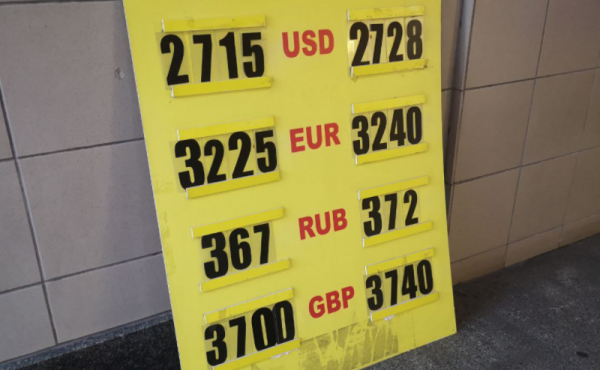 2715 USD 2728
3225 EUR 3240
367 RUB 372
3700 GBP 3740